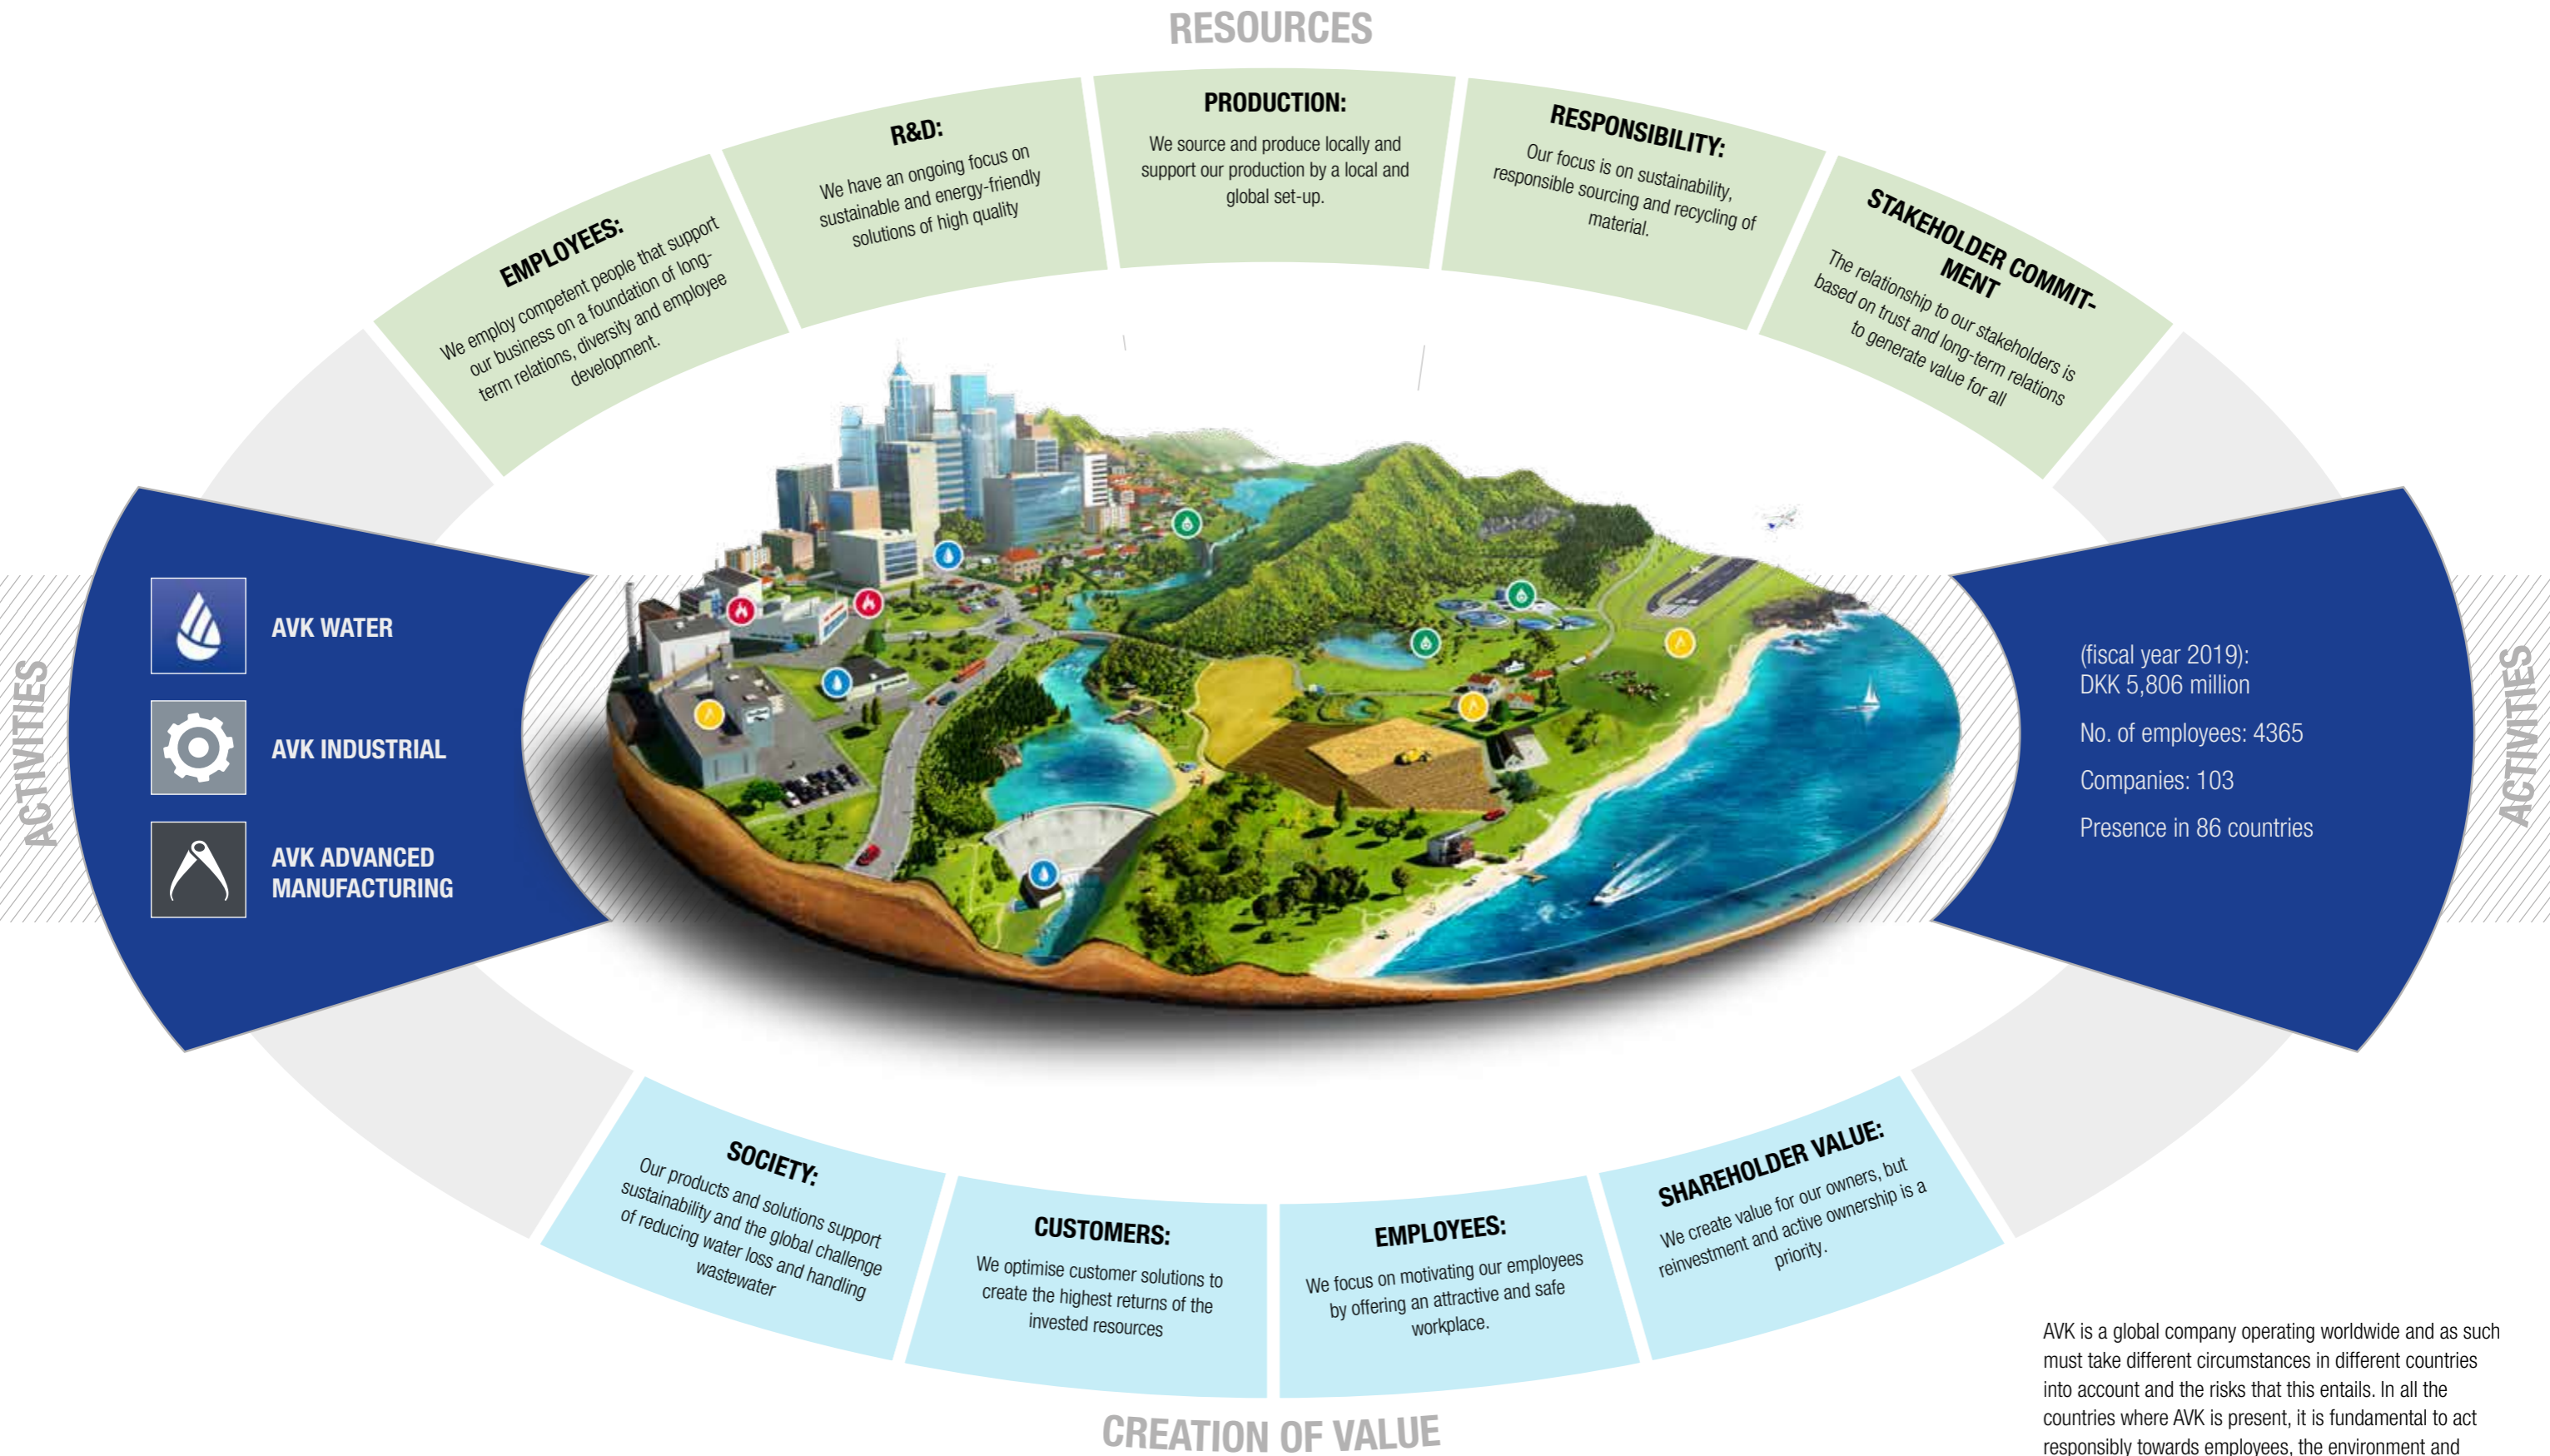 RESOURCES
EMPLOYEES:
We employ competent people that support
our business on a foundation of long-
term relations, diversity and employee
development.
R&D:
We have an ongoing focus on
sustainable and energy-friendly
solutions of high quality
PRODUCTION:
We source and produce locally and
support our production by a local and
global set-up.
RESPONSIBILITY:
Our focus is on sustainability,
responsible sourcing and recycling of
material.
STAKEHOLDER COMMIT-
MENT
The relationship to our stakeholders is
based on trust and long-term relations
to generate value for all
ACTIVITIES
AVK WATER
AVK INDUSTRIAL
AVK ADVANCED
MANUFACTURING
(fiscal year 2019):
DKK 5,806 million
No. of employees: 4365
Companies: 103
Presence in 86 countries
ACTIVITIES
SOCIETY:
Our products and solutions support
sustainability and the global challenge
of reducing water loss and handling
wastewater
CUSTOMERS:
We optimise customer solutions to
create the highest returns of the
invested resources
EMPLOYEES:
We focus on motivating our employees
by offering an attractive and safe
workplace.
SHAREHOLDER VALUE:
We create value for our owners, but
reinvestment and active ownership is a
priority.
CREATION OF VALUE
AVK is a global company operating worldwide and as such
must take different circumstances in different countries
into account and the risks that this entails. In all the
countries where AVK is present, it is fundamental to act
responsibly towards employees, the environment and